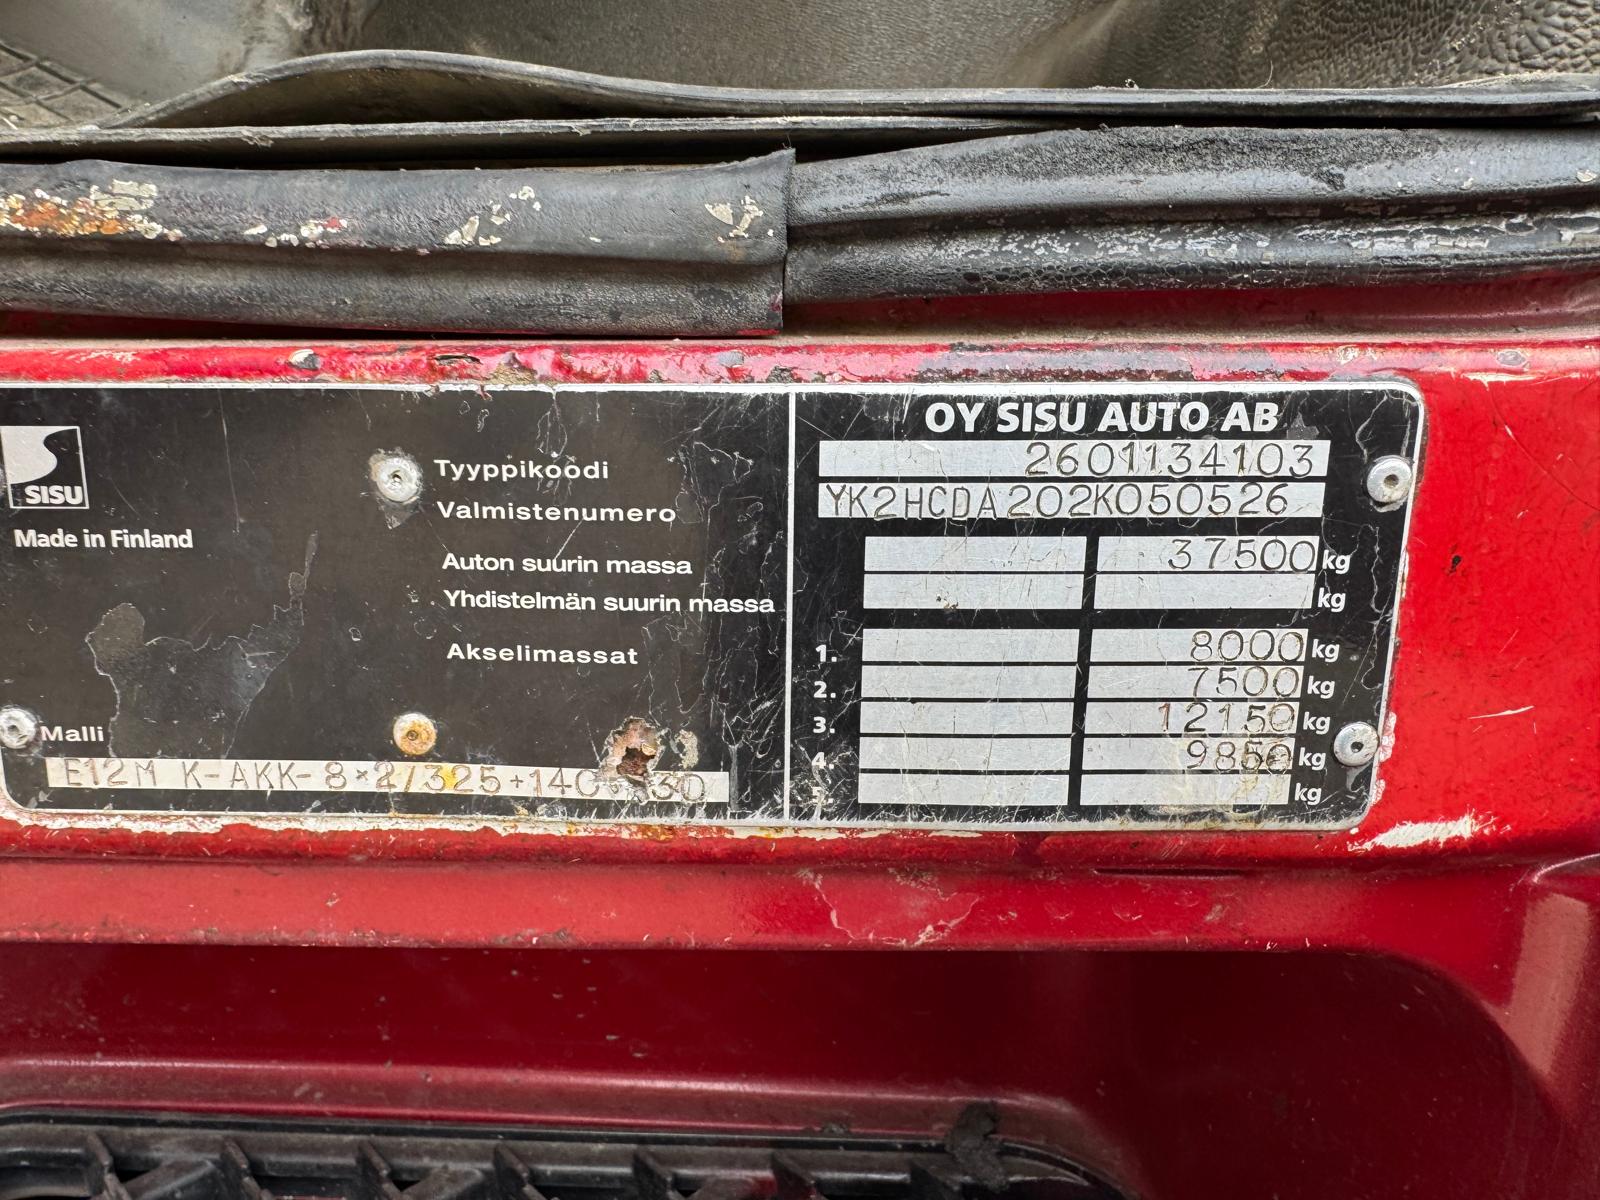 SISU
Made in Finland
OY SISU AUTO AB
Tyyppikoodi 2601134103
Valmistenumero YK2HCDA202K050526
Auton suurin massa 37500 kg
Yhdistelmän suurin massa kg
Akselimassat
1. 8000 kg
2. 7500 kg
3. 12150 kg
4. 9850 kg
5. kg
Malli
E12M K-AKK-8×2/325+140